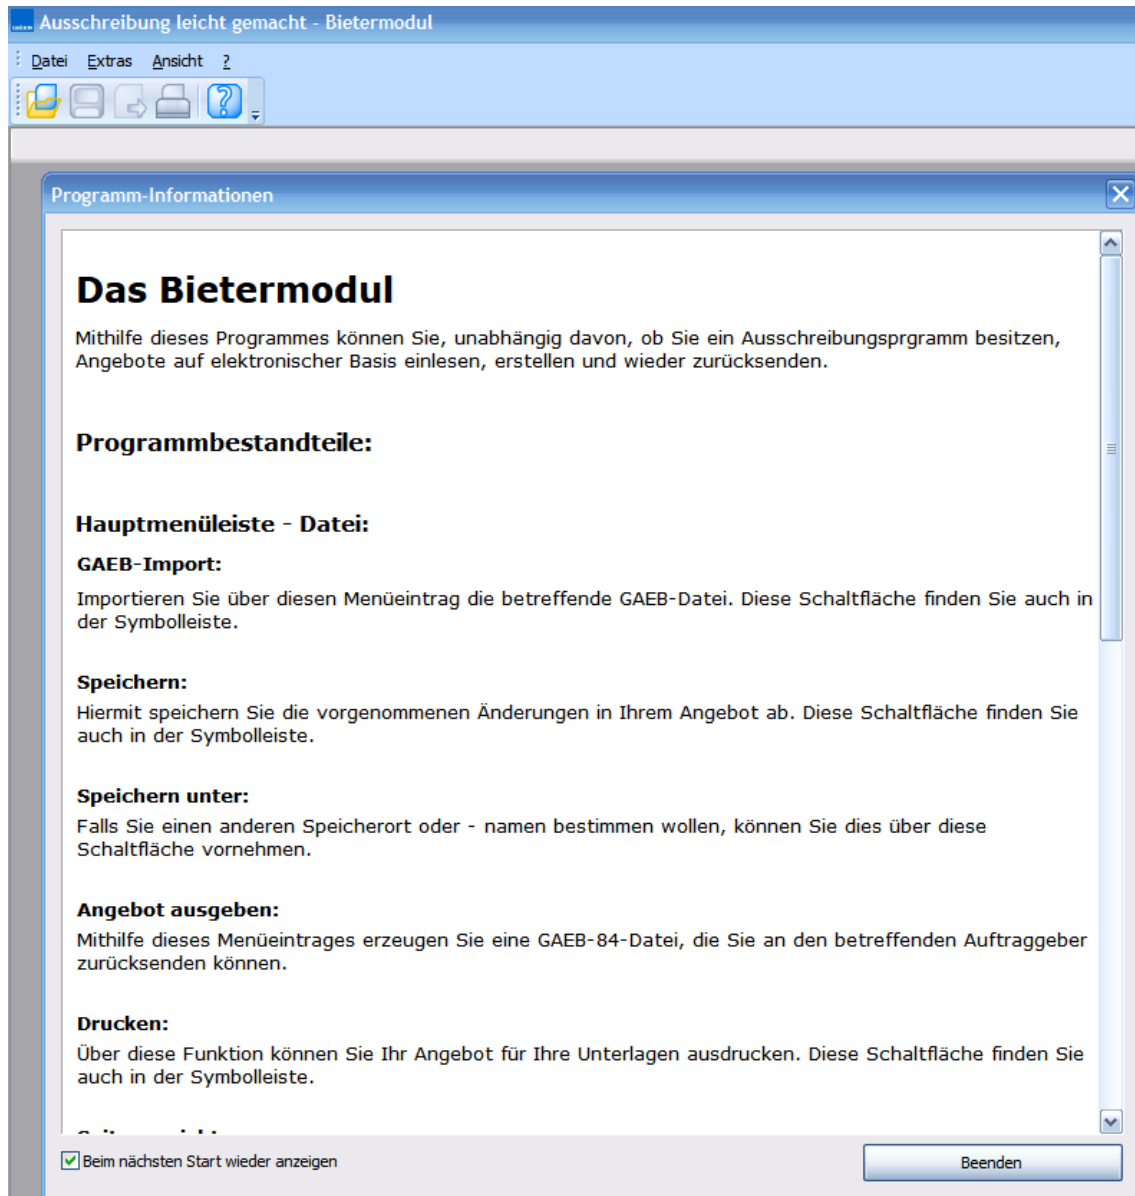 Ausschreibung leicht gemacht - Bietermodul
Datei Extras Ansicht ?
Programm-Informationen
Das Bietermodul
Mithilfe dieses Programmes können Sie, unabhängig davon, ob Sie ein Ausschreibungsprgramm besitzen,
Angebote auf elektronischer Basis einlesen, erstellen und wieder zurücksenden.
Programmbestandteile:
Hauptmenüleiste - Datei:
GAEB-Import:
Importieren Sie über diesen Menüeintrag die betreffende GAEB-Datei. Diese Schaltfläche finden Sie auch in
der Symbolleiste.
Speichern:
Hiermit speichern Sie die vorgenommenen Änderungen in Ihrem Angebot ab. Diese Schaltfläche finden Sie
auch in der Symbolleiste.
Speichern unter:
Falls Sie einen anderen Speicherort oder - namen bestimmen wollen, können Sie dies über diese
Schaltfläche vornehmen.
Angebot ausgeben:
Mithilfe dieses Menüeintrages erzeugen Sie eine GAEB-84-Datei, die Sie an den betreffenden Auftraggeber
zurücksenden können.
Drucken:
Über diese Funktion können Sie Ihr Angebot für Ihre Unterlagen ausdrucken. Diese Schaltfläche finden Sie
auch in der Symbolleiste.
Beim nächsten Start wieder anzeigen
Beenden